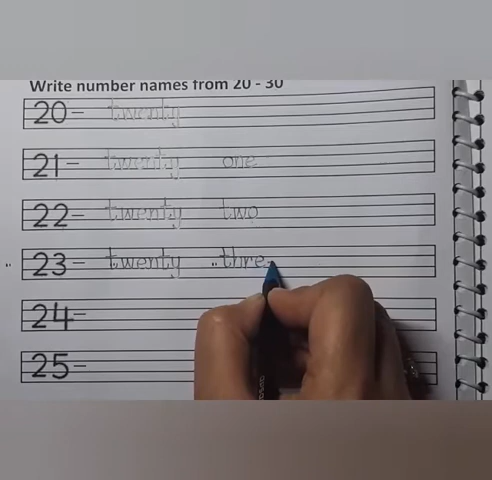 Write number names from 20 - 30
20- twenty
21- twenty one
22- twenty two
23- twenty thre
24-
25-